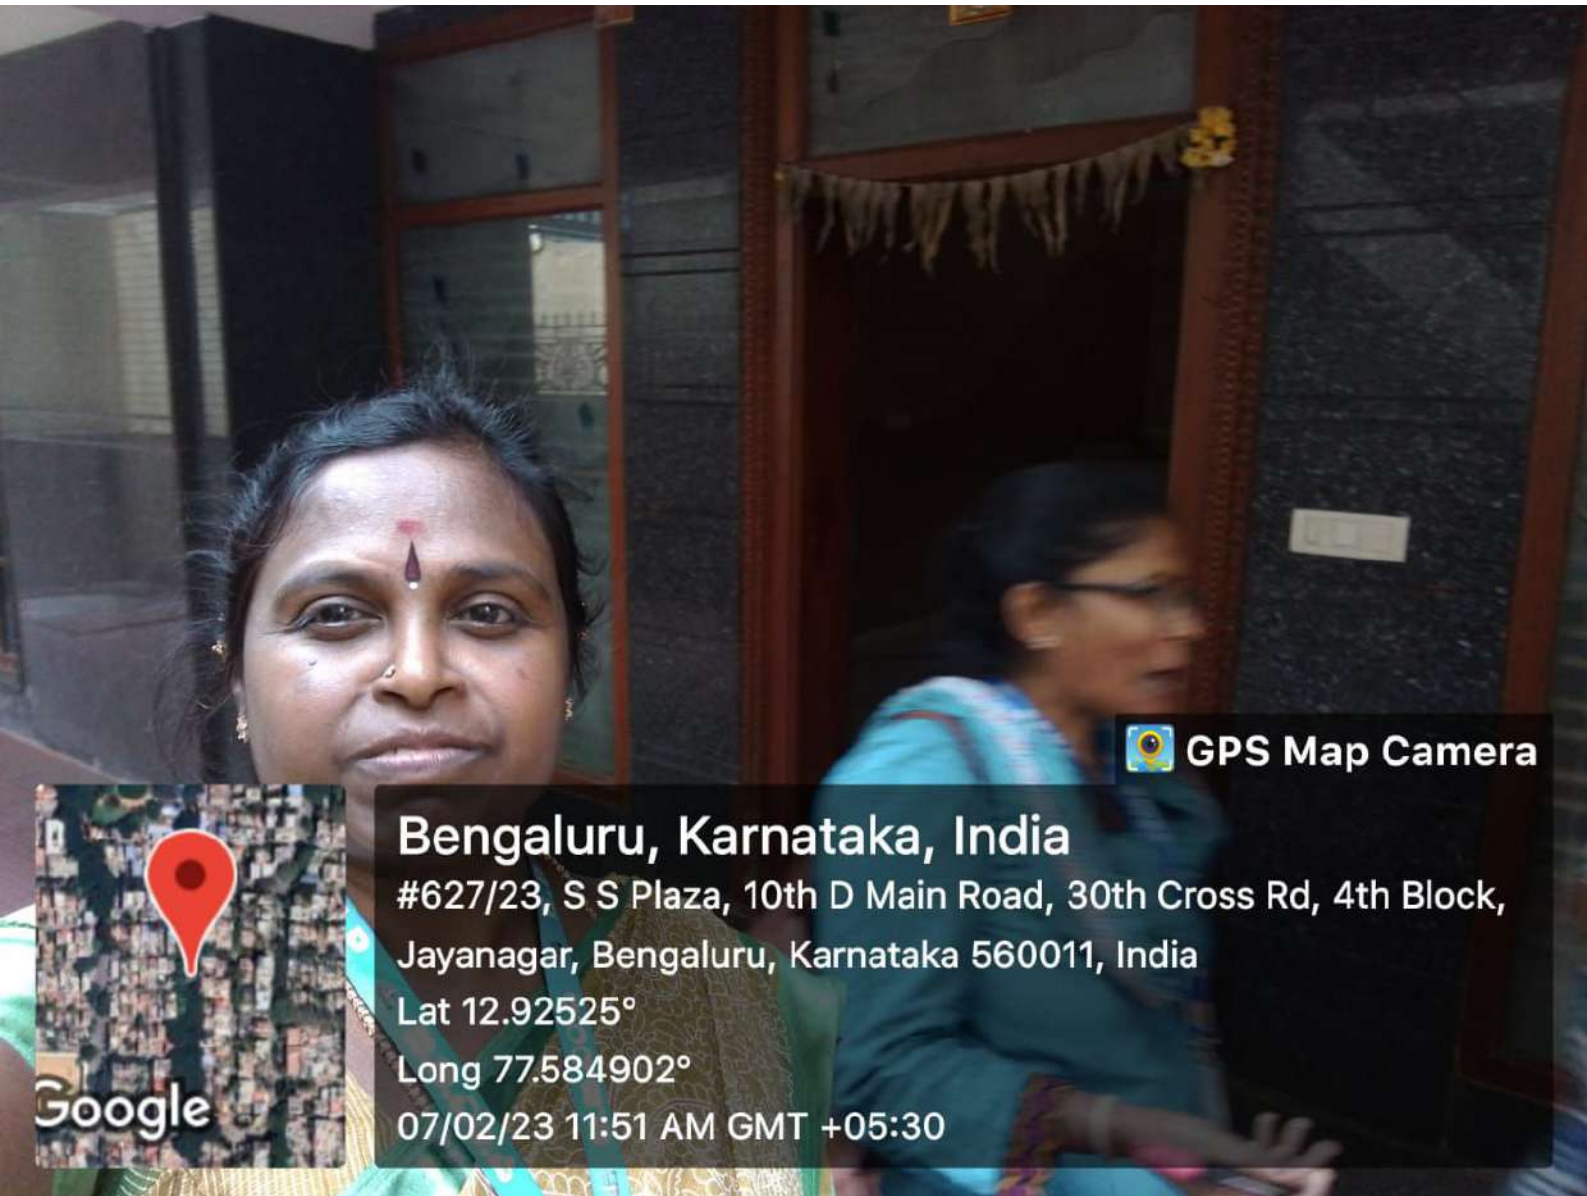 GPS Map Camera
Bengaluru, Karnataka, India
#627/23, S S Plaza, 10th D Main Road, 30th Cross Rd, 4th Block,
Jayanagar, Bengaluru, Karnataka 560011, India
Lat 12.92525°
Long 77.584902°
07/02/23 11:51 AM GMT +05:30
Google